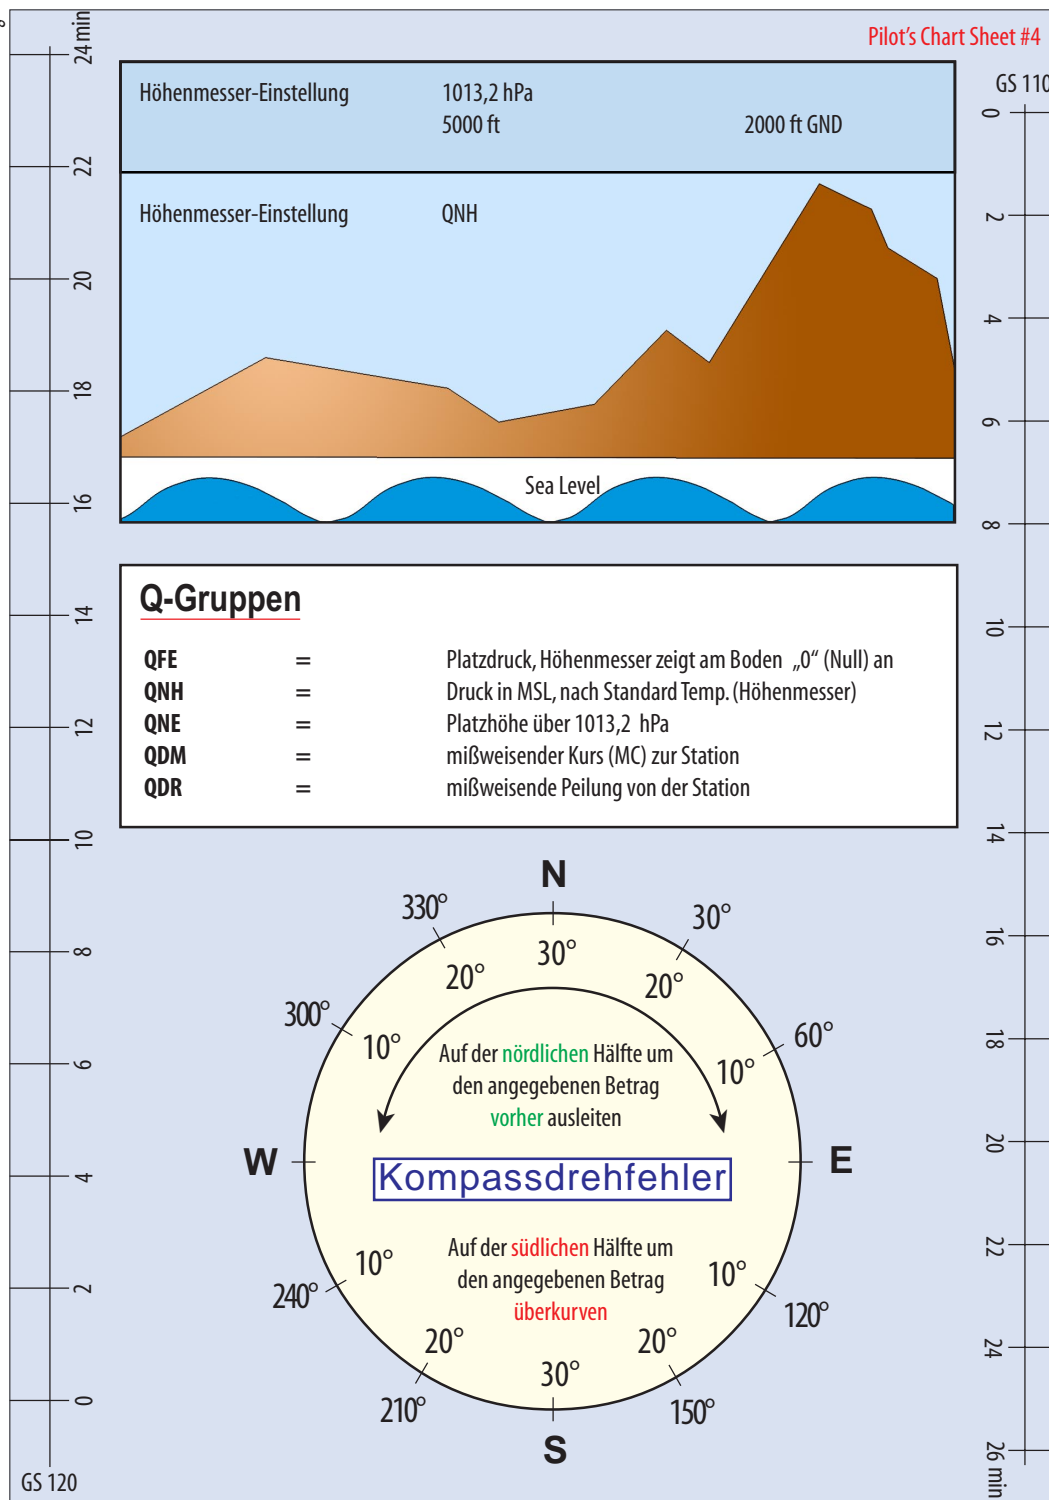 Pilot's Chart Sheet #4
24 min
22
20
18
16
14
12
10
8
6
4
2
0
GS 120
Höhenmesser-Einstellung 1013,2 hPa
5000 ft 2000 ft GND
Höhenmesser-Einstellung QNH
Sea Level
Q-Gruppen
QFE = Platzdruck, Höhenmesser zeigt am Boden „0“ (Null) an
QNH = Druck in MSL, nach Standard Temp. (Höhenmesser)
QNE = Platzhöhe über 1013,2 hPa
QDM = mißweisender Kurs (MC) zur Station
QDR = mißweisende Peilung von der Station
N
330° 30°
30°
20° 20°
300° 60°
10° 10°
Auf der nördlichen Hälfte um
den angegebenen Betrag
vorher ausleiten
W E
Kompassdrehfehler
Auf der südlichen Hälfte um
den angegebenen Betrag
überkurven
10° 10°
240° 120°
20° 20°
30°
210° 150°
S
GS 110
0
2
4
6
8
10
12
14
16
18
20
22
24
26 min